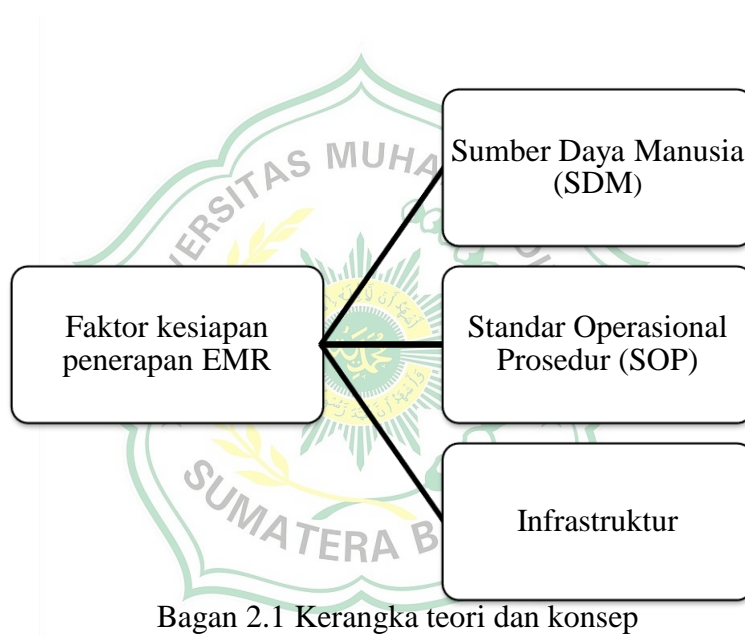 Sumber Daya Manusia
(SDM)
Faktor kesiapan
penerapan EMR
Standar Operasional
Prosedur (SOP)
Infrastruktur
SUMATERA B
Bagan 2.1 Kerangka teori dan konsep